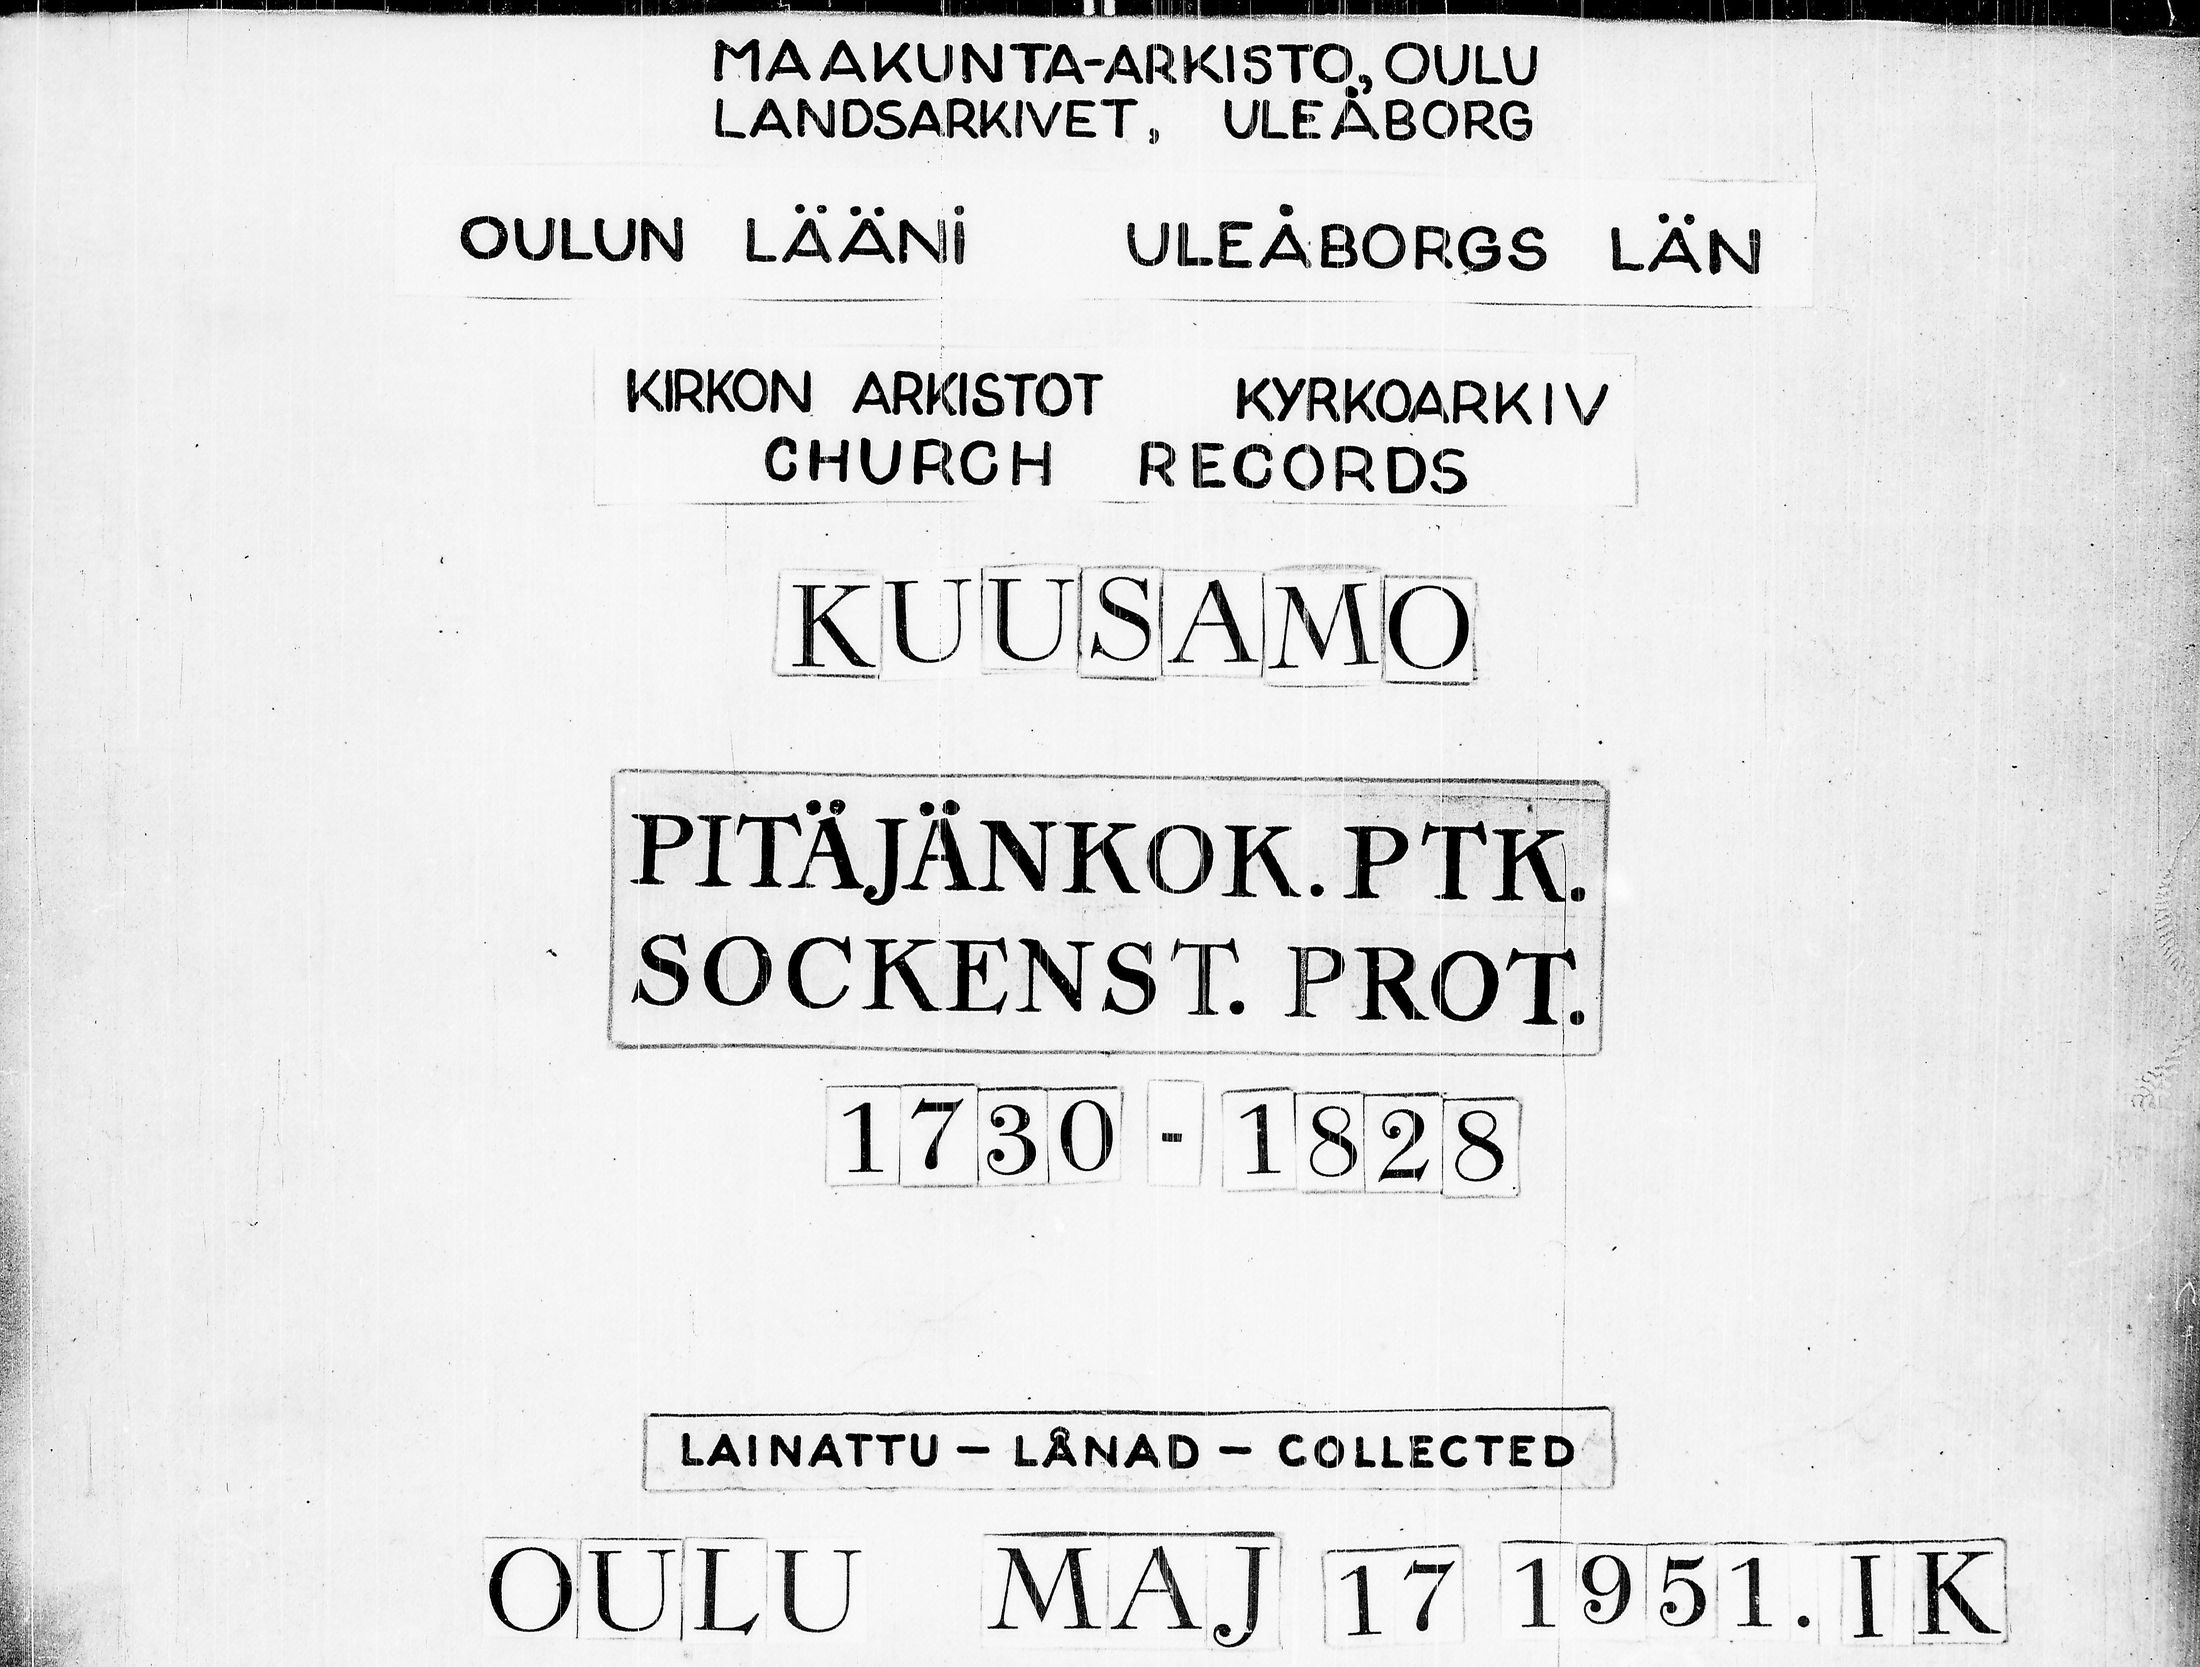 MAAKUNTA-ARKISTO, OULU
LANDSARKIVET, ULEÅBORG
OULUN LÄÄNI ULEÅBORGS LÄN
KIRKON ARKISTOT KYRKOARKIV
CHURCH RECORDS
KUUSAMO
PITÄJÄNKOK. PTK.
SOCKENST. PROT.
1730 - 1828
LAINATTU — LÅNAD — COLLECTED
OULU MAJ 17 1951. IK